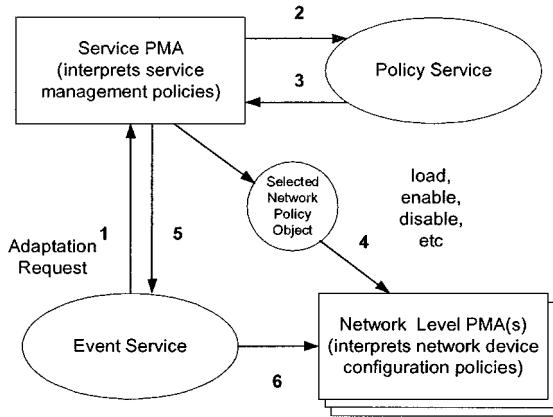 2
Service PMA
(interprets service
management policies)
Policy Service
3
Selected
Network
Policy
Object
load,
enable,
disable,
etc
1
5
4
Adaptation
Request
Event Service
Network Level PMA(s)
(interprets network device
configuration policies)
6